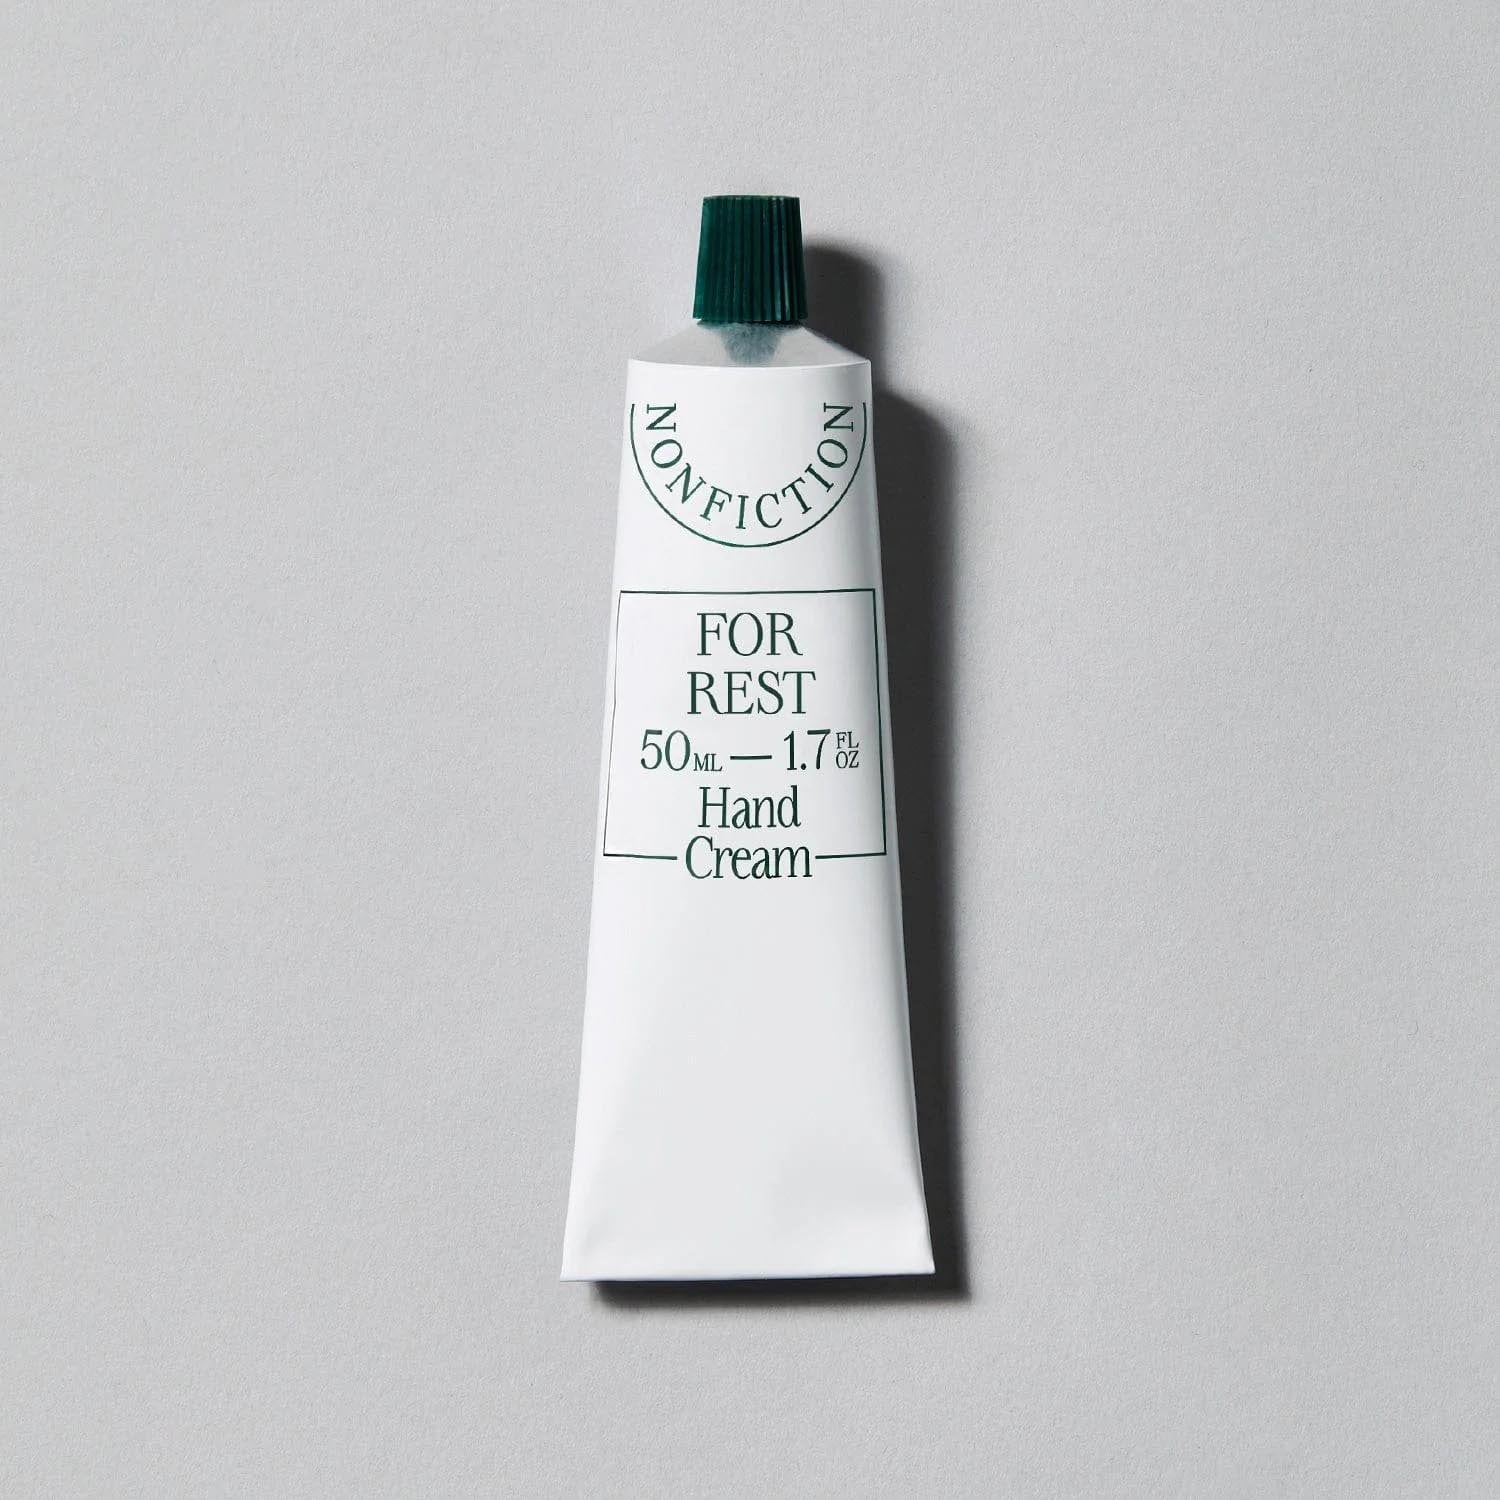 NONFICTION
FOR
REST
50ML — 1.7 FL OZ
Hand
Cream